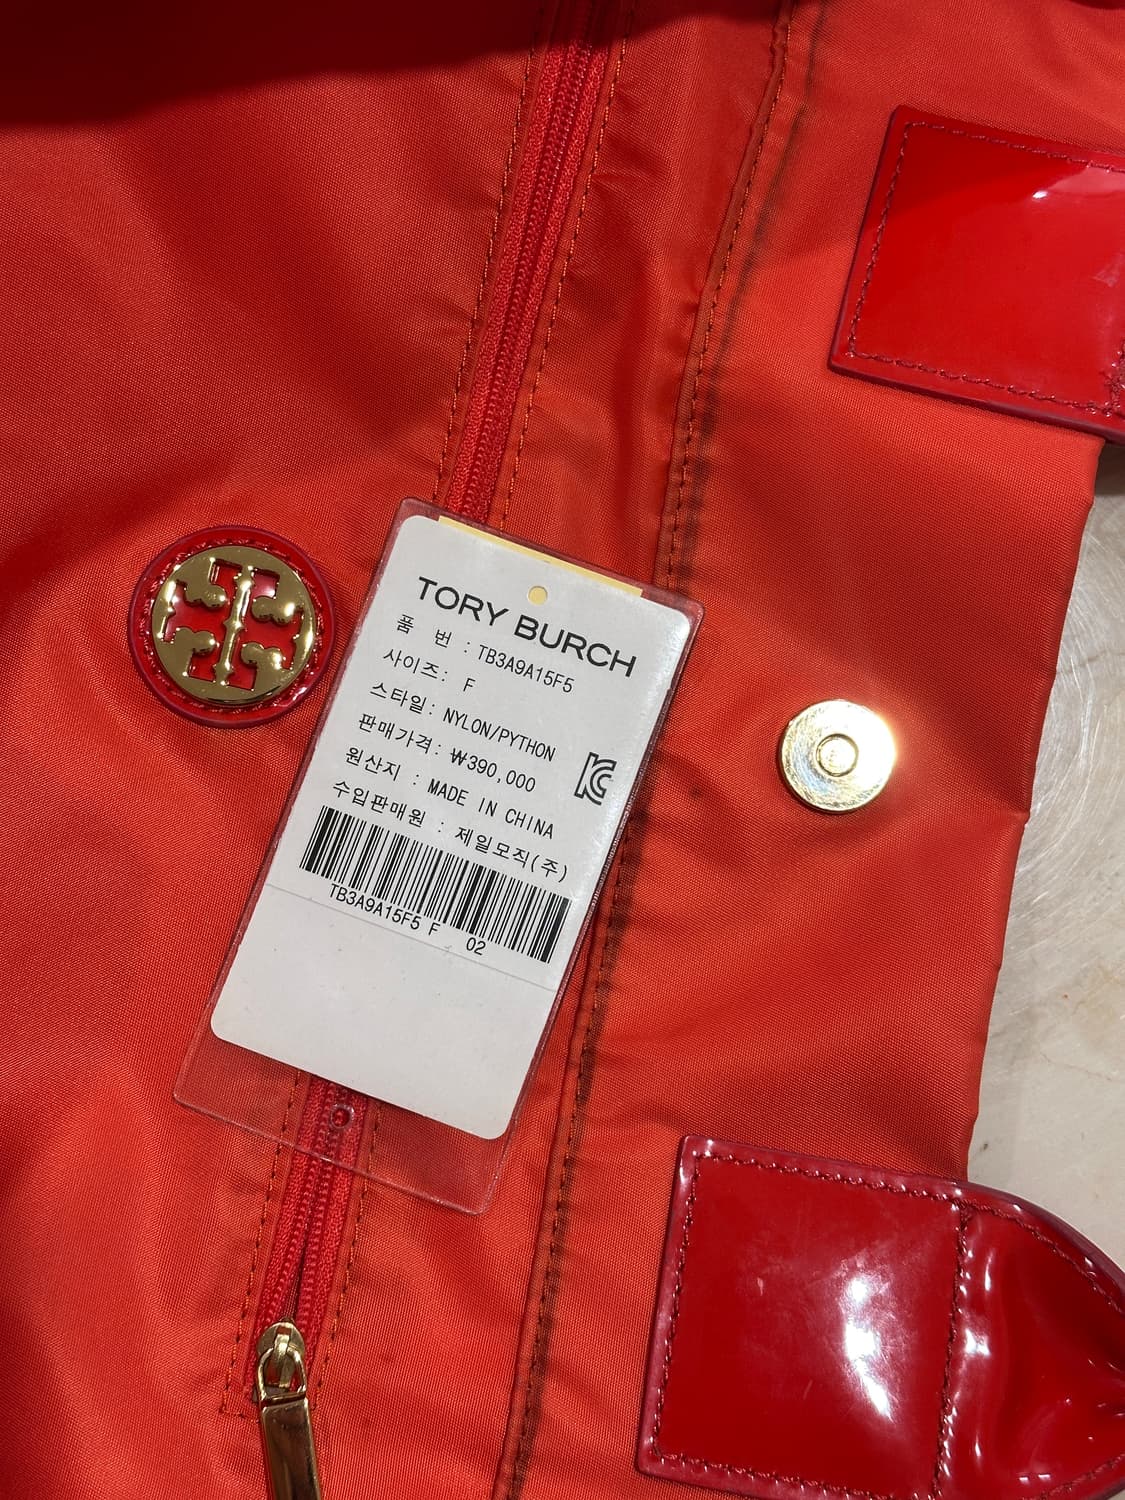 TORY BURCH
품 번 : TB3A9A15F5
사이즈: F
스타일: NYLON/PYTHON
판매가격: ₩390,000
원산지 : MADE IN CHINA
수입판매원 : 제일모직(주)
TB3A9A15F5 F 02